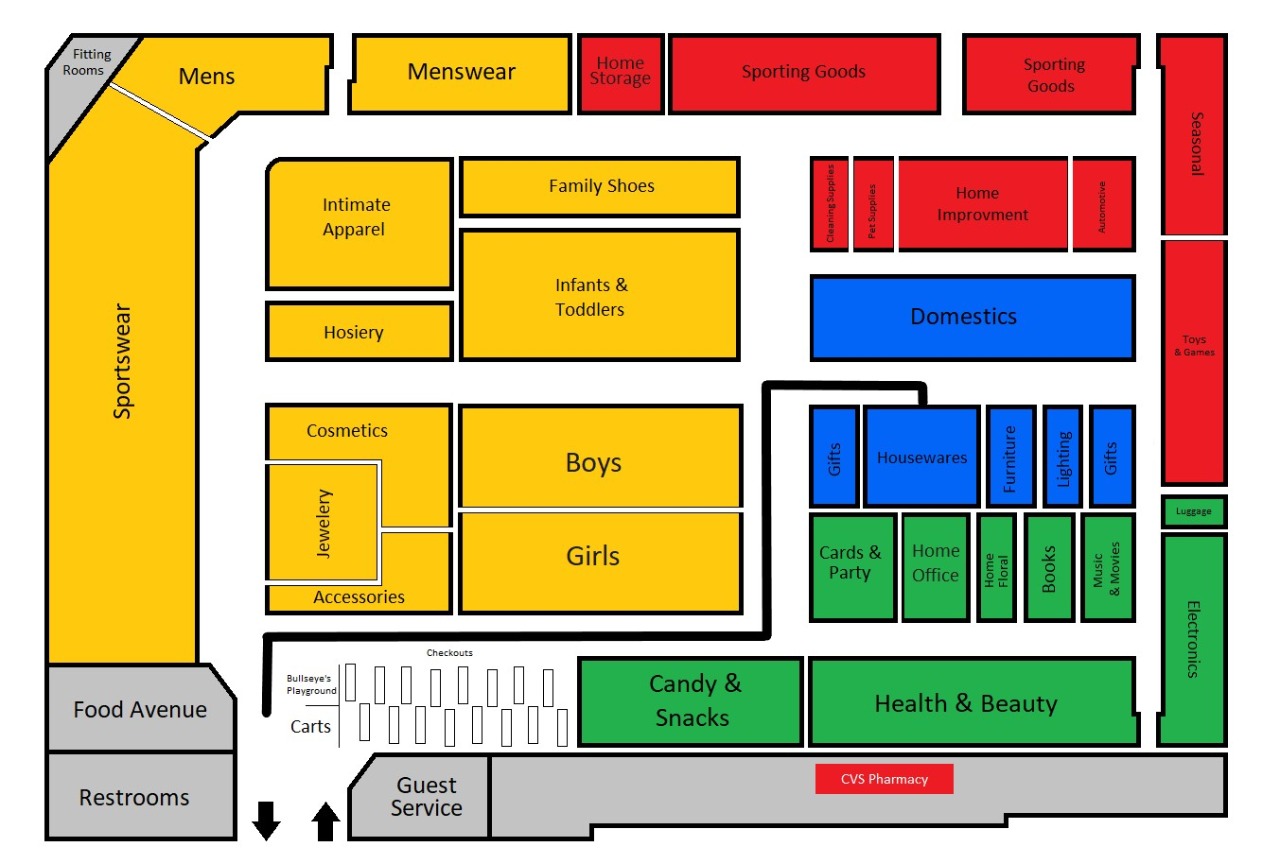 Fitting
Rooms
Mens
Menswear
Home
Storage
Sporting Goods
Sporting
Goods
Seasonal
Intimate
Apparel
Family Shoes
Cleaning Supplies
Pet Supplies
Home
Improvment
Automotive
Infants &
Toddlers
Hosiery
Domestics
Toys
& Games
Sportswear
Cosmetics
Boys
Gifts
Housewares
Furniture
Lighting
Gifts
Jewelery
Girls
Accessories
Cards &
Party
Home
Office
Home
Floral
Books
Music
& Movies
Luggage
Electronics
Food Avenue
Checkouts
Bullseye's
Playground
Carts
Candy &
Snacks
Health & Beauty
Restrooms
Guest
Service
CVS Pharmacy